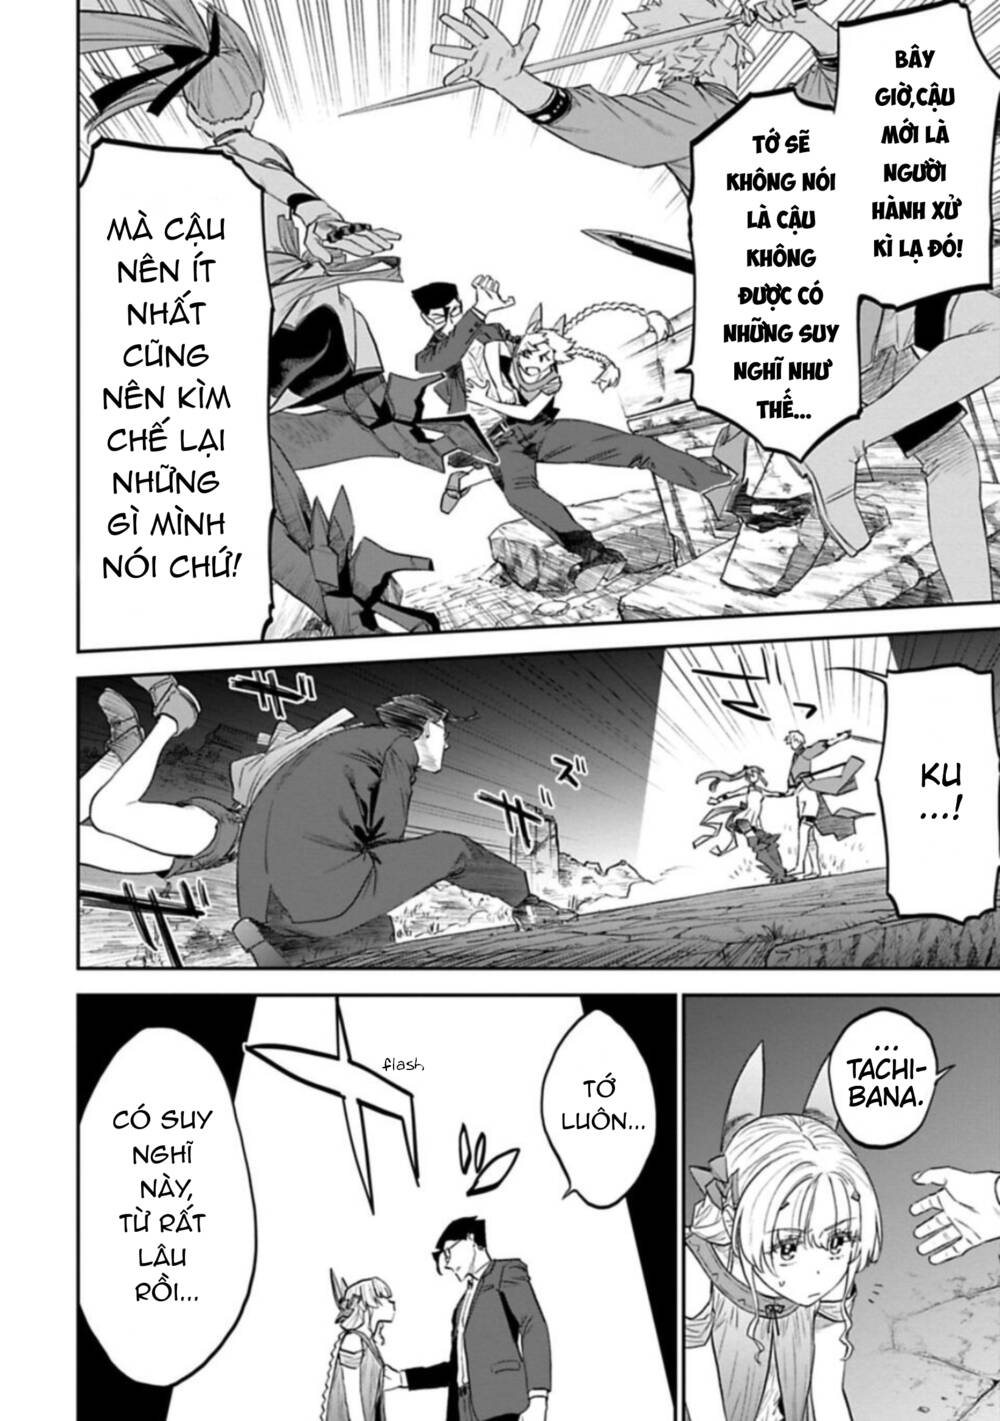 BÂY
GIỜ,CẬU
MỚI LÀ
NGƯỜI
HÀNH XỬ
KÌ LẠ ĐÓ!
TỚ SẼ
KHÔNG NÓI
LÀ CẬU
KHÔNG
ĐƯỢC CÓ
NHỮNG SUY
NGHĨ NHƯ
THẾ...
MÀ CẬU
NÊN ÍT
NHẤT
CŨNG
NÊN KÌM
CHẾ LẠI
NHỮNG
GÌ MÌNH
NÓI CHỨ!
KU
...!
ズザ
...
TACHI-
BANA.
TỚ
LUÔN...
flash
CÓ SUY
NGHĨ
NÀY,
TỪ RẤT
LÂU
RỒI...